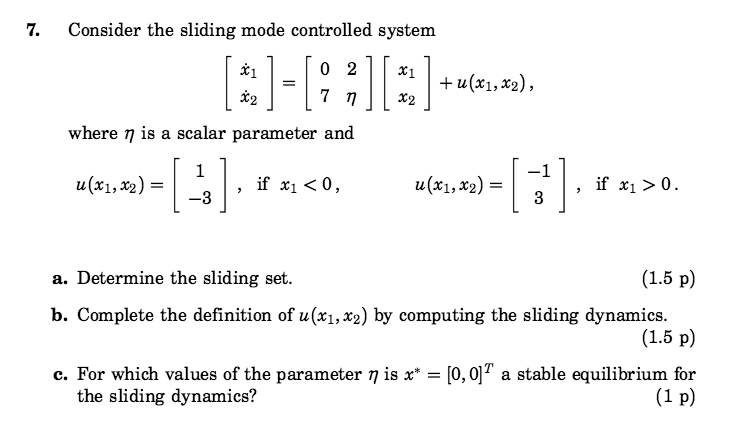 7. Consider the sliding mode controlled system
[ ẋ1 ; ẋ2 ] = [ 0 2 ; 7 η ] [ x1 ; x2 ] + u(x1, x2),
where η is a scalar parameter and
u(x1, x2) = [ 1 ; −3 ], if x1 < 0, u(x1, x2) = [ −1 ; 3 ], if x1 > 0.
a. Determine the sliding set. (1.5 p)
b. Complete the definition of u(x1, x2) by computing the sliding dynamics.
(1.5 p)
c. For which values of the parameter η is x* = [0, 0]^T a stable equilibrium for
the sliding dynamics? (1 p)